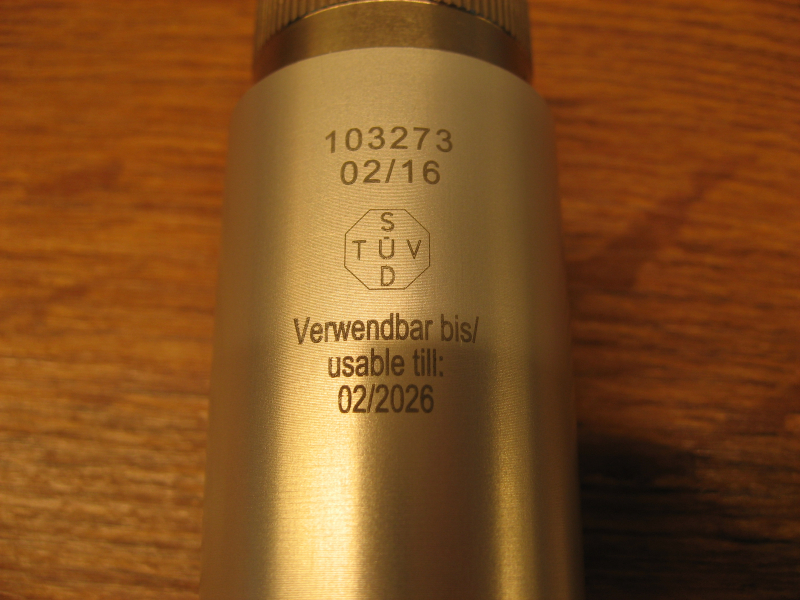 103273
02/16
S
TÜV
D
Verwendbar bis/
usable till:
02/2026